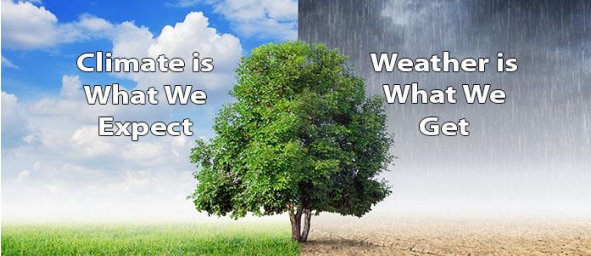 Climate is
What We
Expect
Weather is
What We
Get